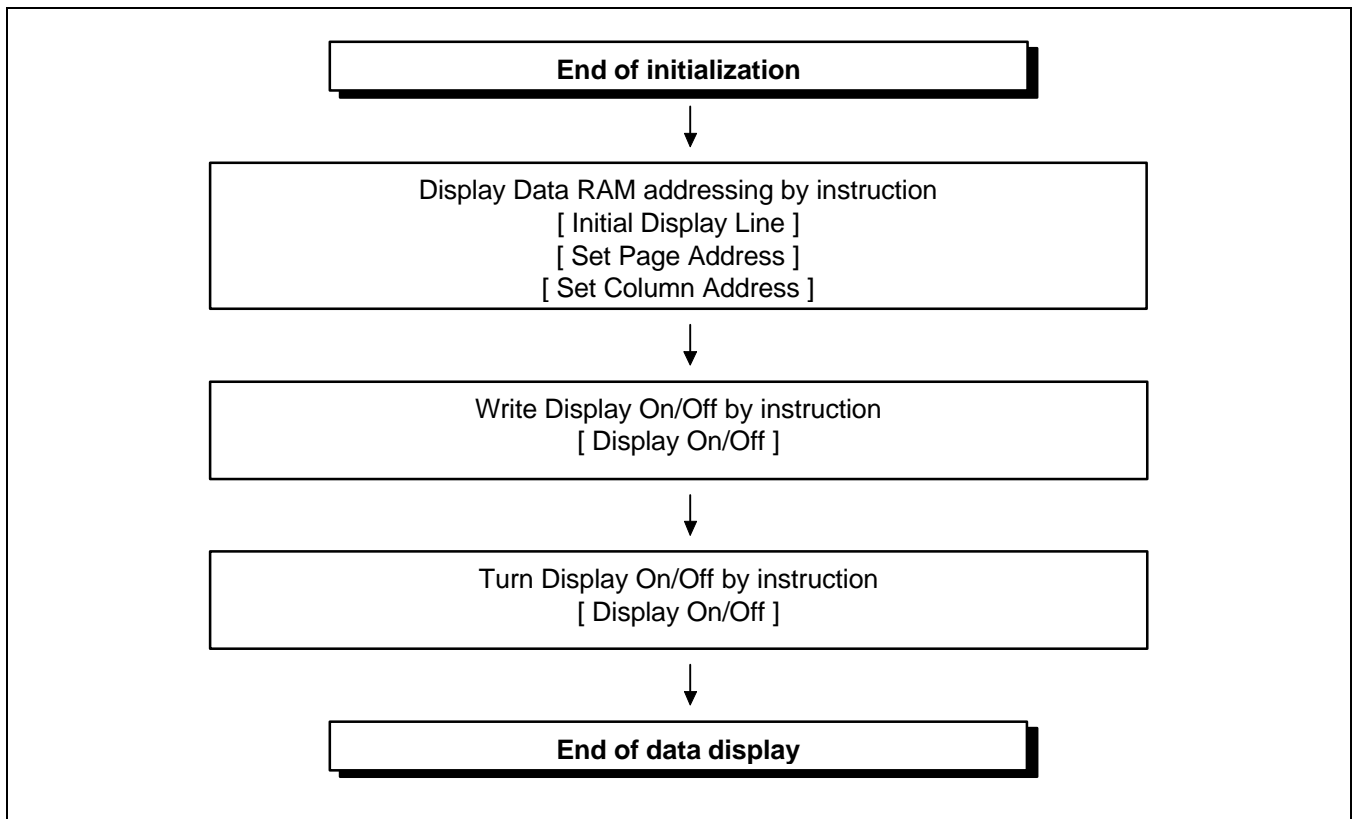 End of initialization
Display Data RAM addressing by instruction
[ Initial Display Line ]
[ Set Page Address ]
[ Set Column Address ]
Write Display On/Off by instruction
[ Display On/Off ]
Turn Display On/Off by instruction
[ Display On/Off ]
End of data display